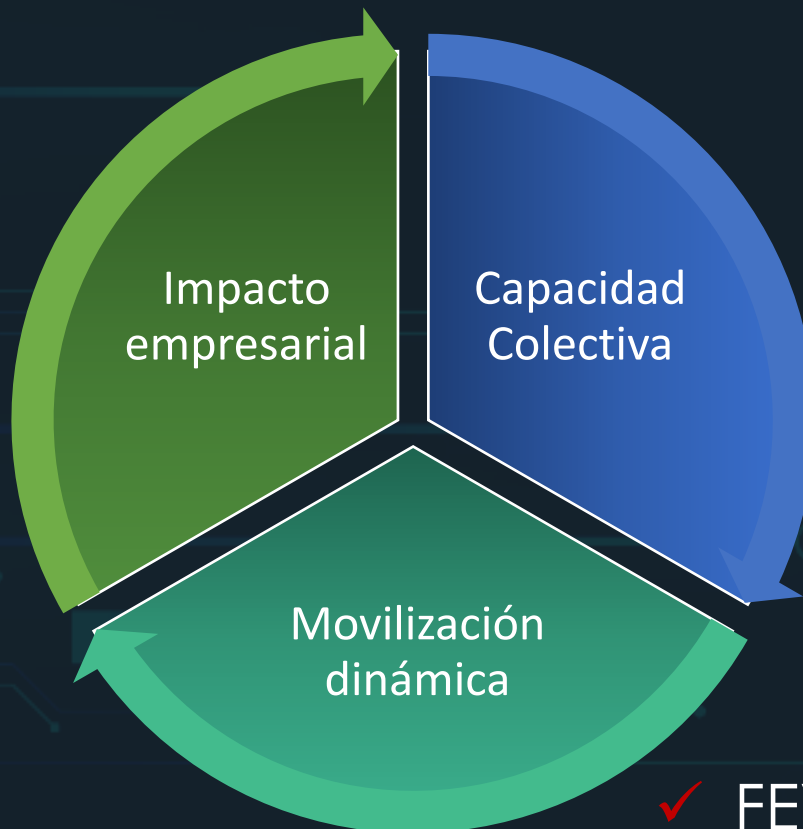 Impacto
empresarial
Capacidad
Colectiva
Movilización
dinámica